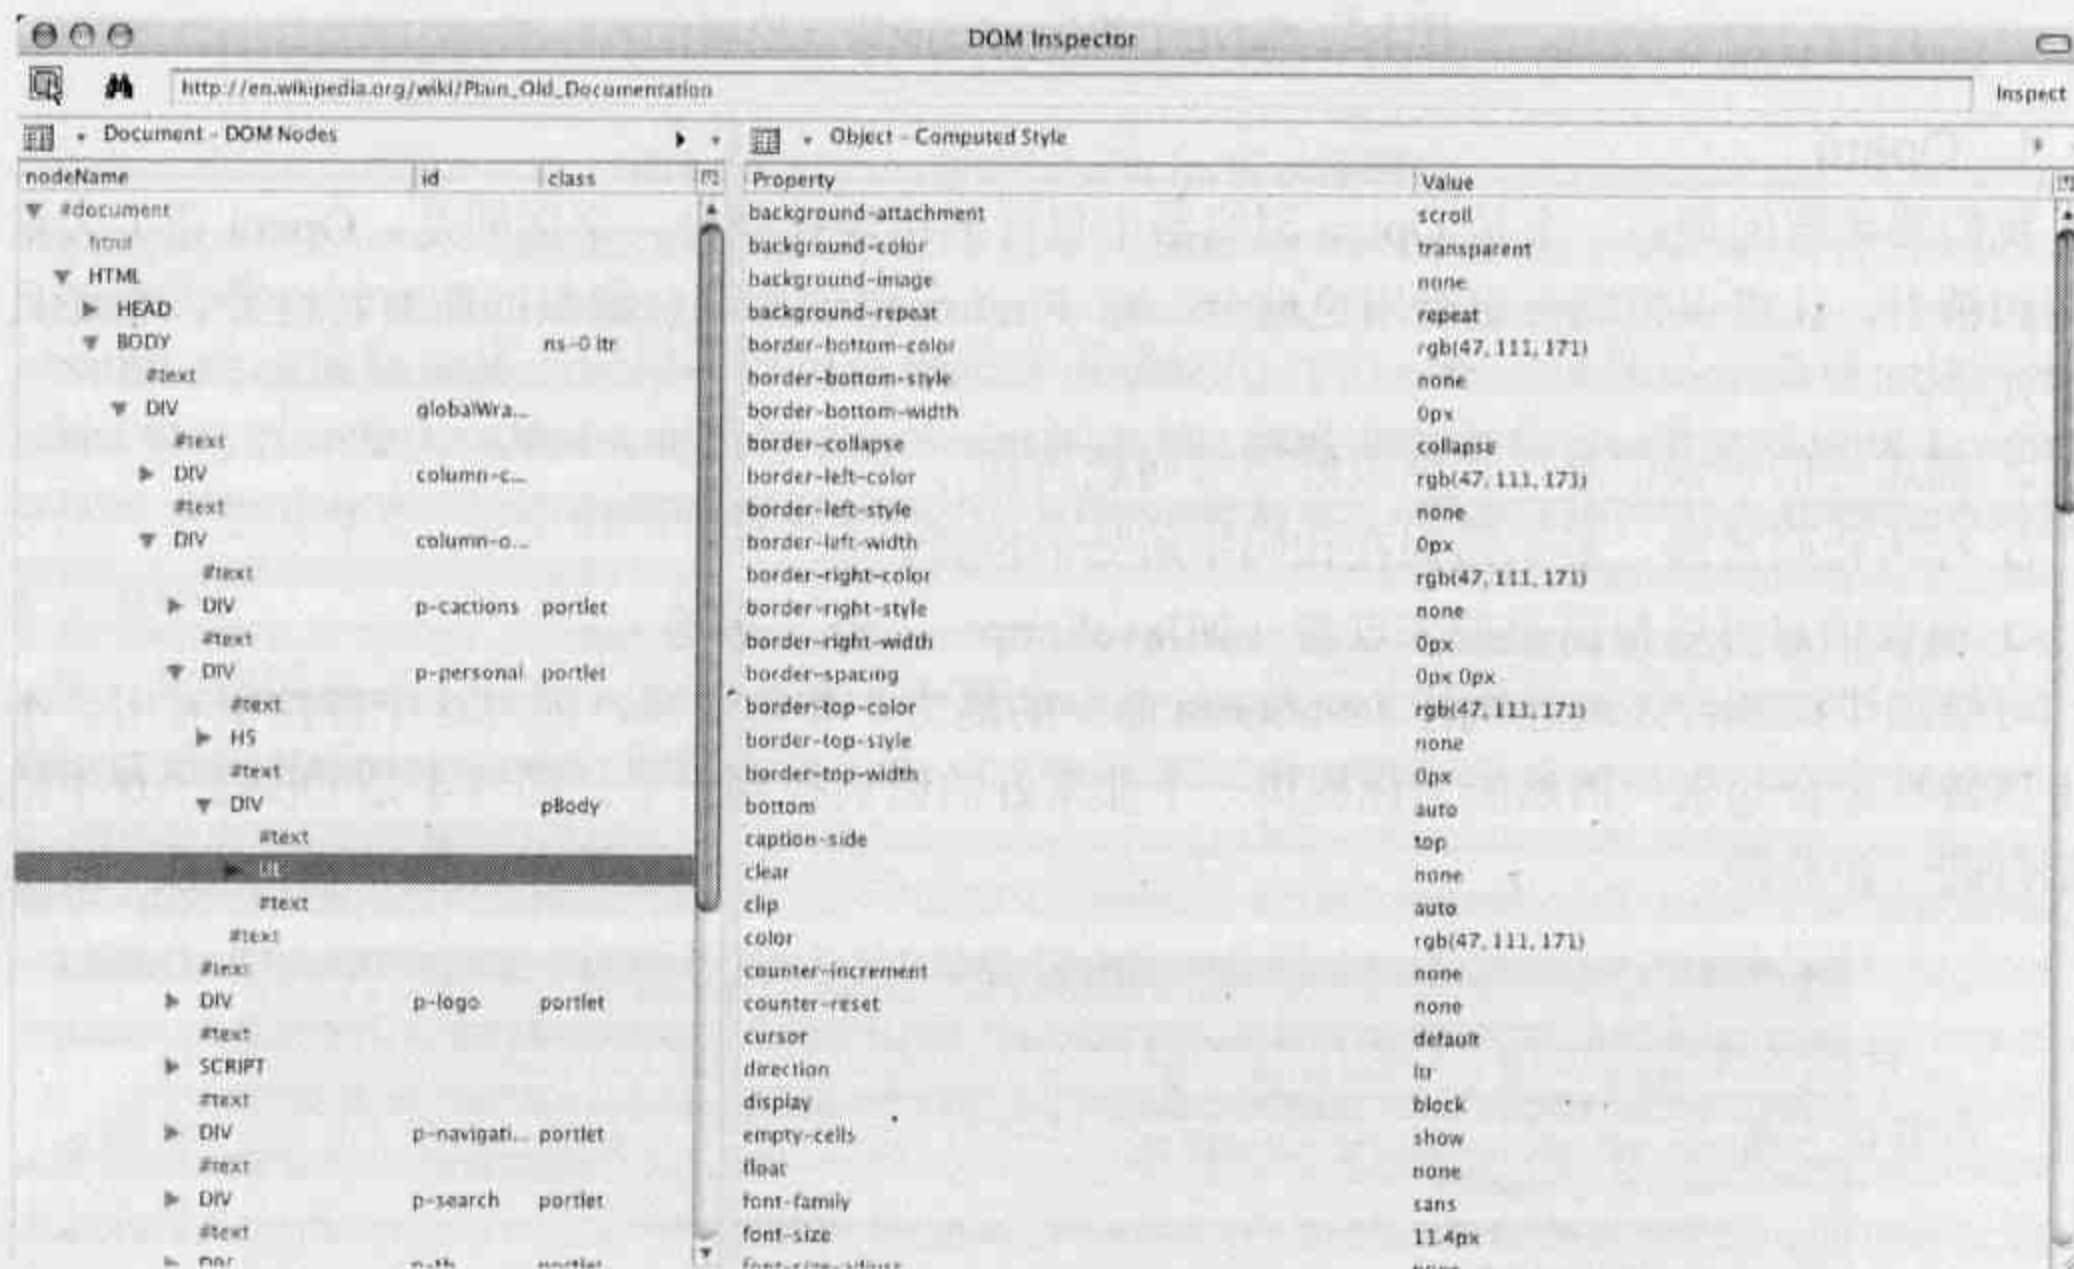 DOM Inspector
http://en.wikipedia.org/wiki/Plain_Old_Documentation
Inspect
Document - DOM Nodes
nodeName id class
#document
html
HTML
HEAD
BODY ns-0 ltr
#text
DIV globalWra...
#text
DIV column-c...
#text
DIV column-o...
#text
DIV p-cactions portlet
#text
DIV p-personal portlet
#text
H5
#text
DIV pBody
#text
UL
#text
#text
#text
DIV p-logo portlet
#text
SCRIPT
#text
DIV p-navigati... portlet
#text
DIV p-search portlet
#text
Object - Computed Style
Property Value
background-attachment scroll
background-color transparent
background-image none
background-repeat repeat
border-bottom-color rgb(47, 111, 171)
border-bottom-style none
border-bottom-width 0px
border-collapse collapse
border-left-color rgb(47, 111, 171)
border-left-style none
border-left-width 0px
border-right-color rgb(47, 111, 171)
border-right-style none
border-right-width 0px
border-spacing 0px 0px
border-top-color rgb(47, 111, 171)
border-top-style none
border-top-width 0px
bottom auto
caption-side top
clear none
clip auto
color rgb(47, 111, 171)
counter-increment none
counter-reset none
cursor default
direction ltr
display block
empty-cells show
float none
font-family sans
font-size 11.4px